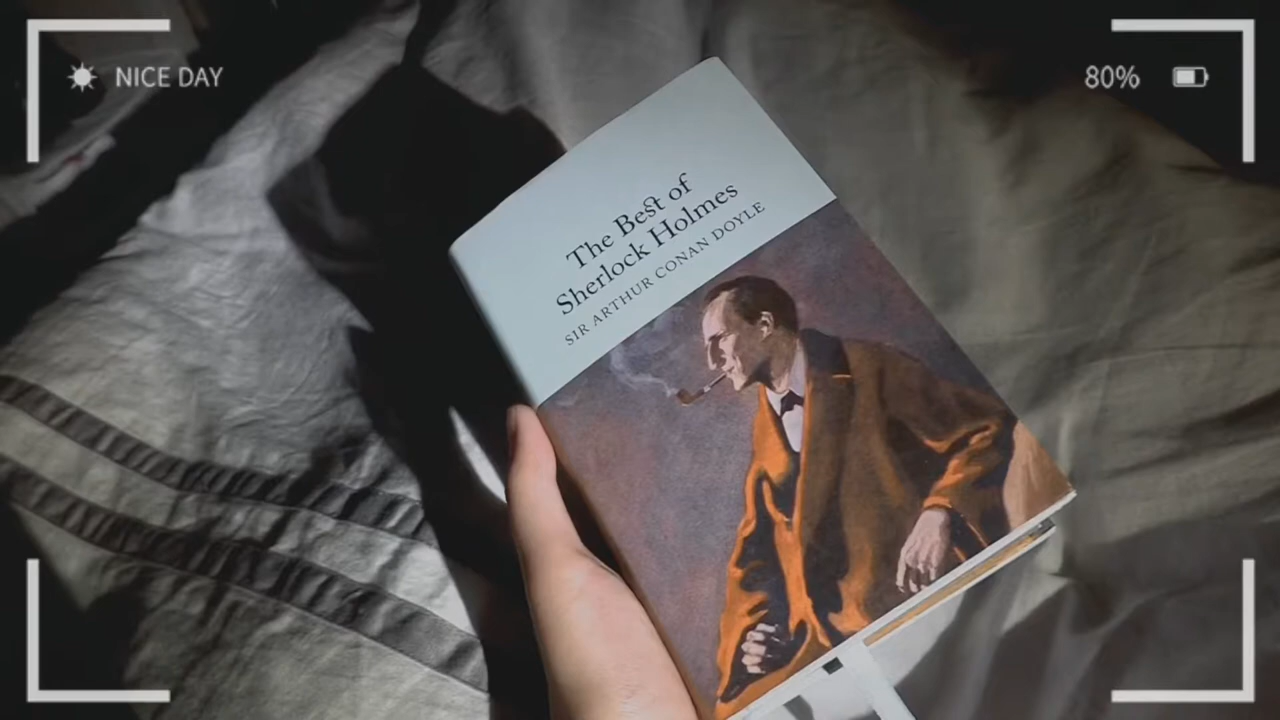 NICE DAY
80%
The Best of
Sherlock Holmes
SIR ARTHUR CONAN DOYLE